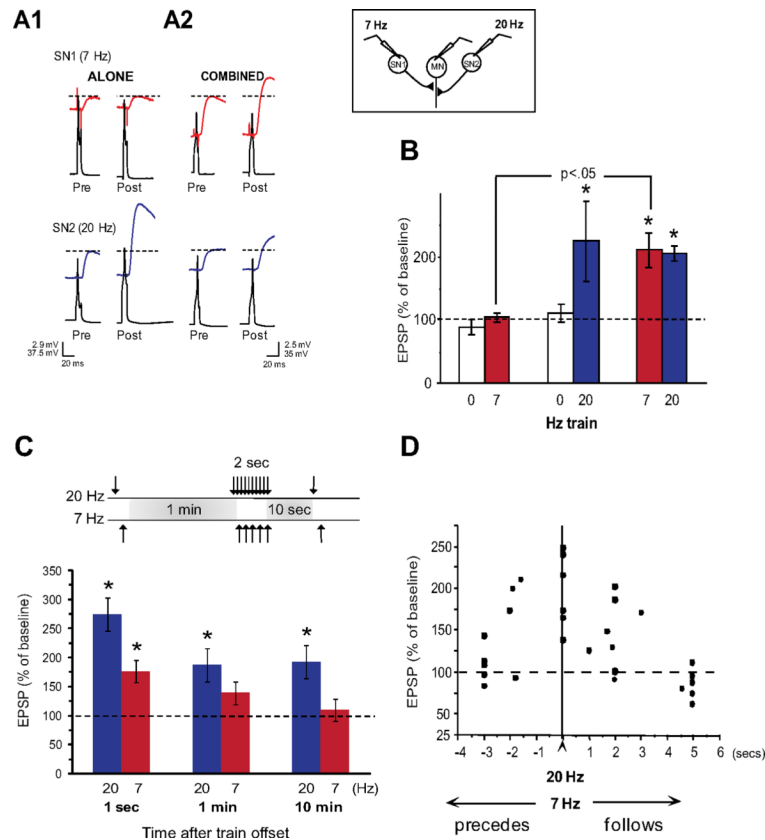 A1
A2
SN1 (7 Hz)
ALONE
COMBINED
Pre
Post
Pre
Post
SN2 (20 Hz)
Pre
Post
Pre
Post
2.9 mV
37.5 mV
20 ms
2.5 mV
35 mV
20 ms
7 Hz
20 Hz
SN1
MN
SN2
B
p<.05
*
*
*
EPSP (% of baseline)
200
100
0
0
7
0
20
7
20
Hz train
C
2 sec
20 Hz
7 Hz
1 min
10 sec
EPSP (% of baseline)
350
300
250
200
150
100
50
0
*
*
*
*
20
7
20
7
20
7
(Hz)
1 sec
1 min
10 min
Time after train offset
D
EPSP (% of baseline)
250
200
150
100
50
25
-4
-3
-2
-1
1
2
3
4
5
6
(secs)
20 Hz
7 Hz
precedes
follows